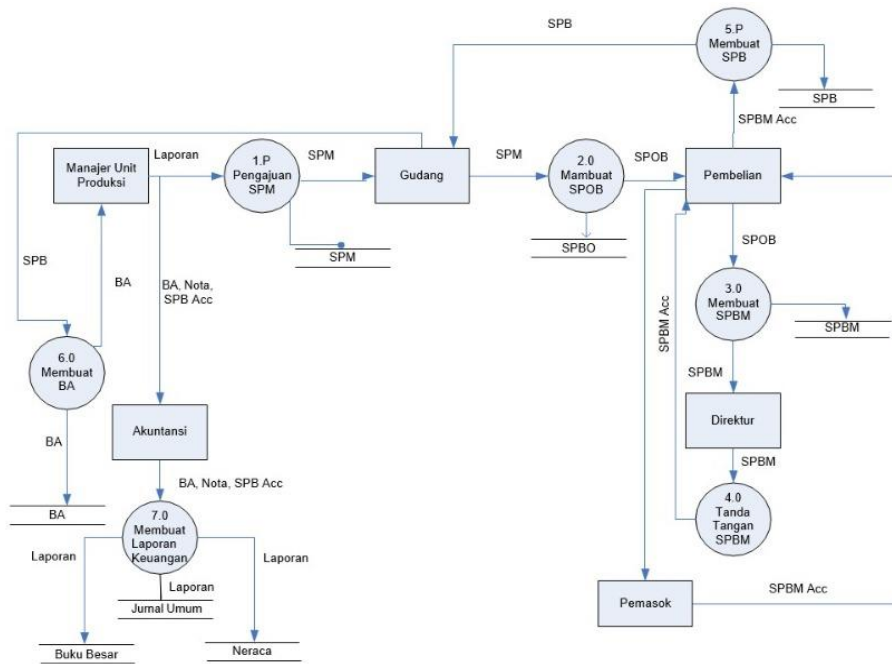 SPB
5.P
Membuat
SPB
SPB
SPBM Acc
Manajer Unit
Produksi
Laporan
1.P
Pengajuan
SPM
SPM
Gudang
SPM
2.0
Mambuat
SPOB
SPOB
Pembelian
SPM
SPBO
SPOB
SPB
BA
BA, Nota,
SPB Acc
SPBM Acc
3.0
Membuat
SPBM
SPBM
6.0
Membuat
BA
SPBM
BA
Akuntansi
Direktur
SPBM
BA, Nota, SPB Acc
4.0
Tanda
Tangan
SPBM
BA
7.0
Membuat
Laporan
Keuangan
Laporan
Laporan
Laporan
Jurnal Umum
Buku Besar
Neraca
Pemasok
SPBM Acc